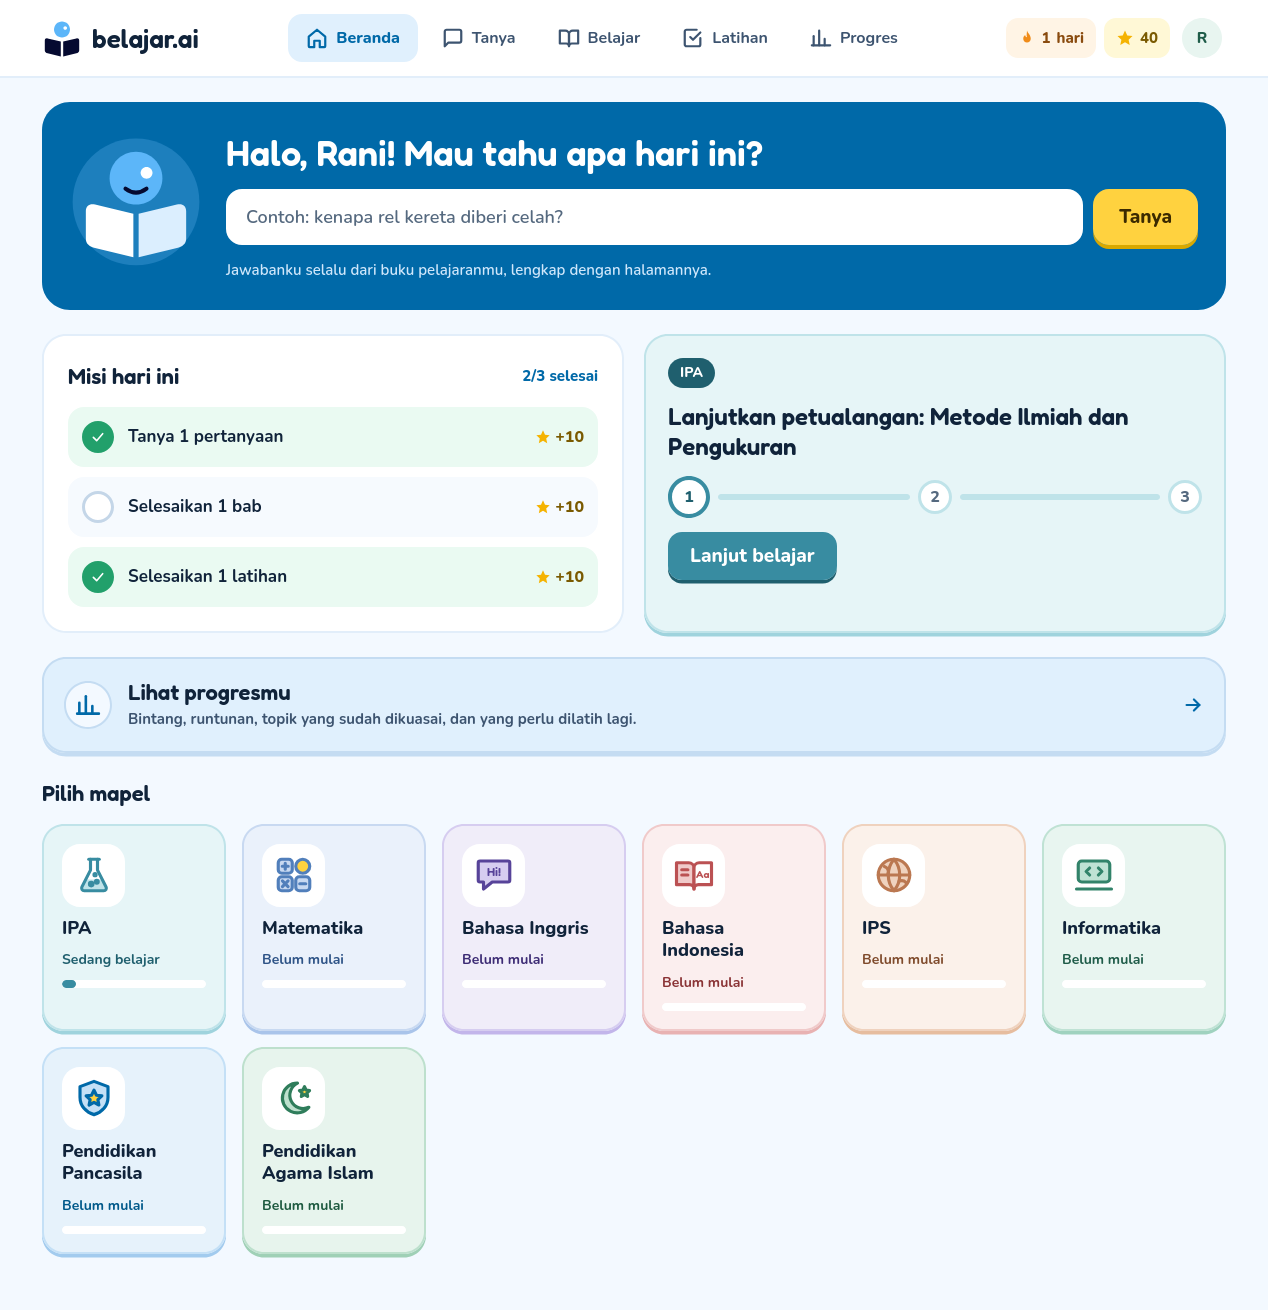 belajar.ai
Beranda
Tanya
Belajar
Latihan
Progres
1 hari
40
R
Halo, Rani! Mau tahu apa hari ini?
Contoh: kenapa rel kereta diberi celah?
Tanya
Jawabanku selalu dari buku pelajaranmu, lengkap dengan halamannya.
Misi hari ini
2/3 selesai
Tanya 1 pertanyaan
+10
Selesaikan 1 bab
+10
Selesaikan 1 latihan
+10
IPA
Lanjutkan petualangan: Metode Ilmiah dan
Pengukuran
1
2
3
Lanjut belajar
Lihat progresmu
Bintang, runtunan, topik yang sudah dikuasai, dan yang perlu dilatih lagi.
Pilih mapel
IPA
Sedang belajar
Matematika
Belum mulai
Hi!
Bahasa Inggris
Belum mulai
Aa
Bahasa
Indonesia
Belum mulai
IPS
Belum mulai
Informatika
Belum mulai
Pendidikan
Pancasila
Belum mulai
Pendidikan
Agama Islam
Belum mulai